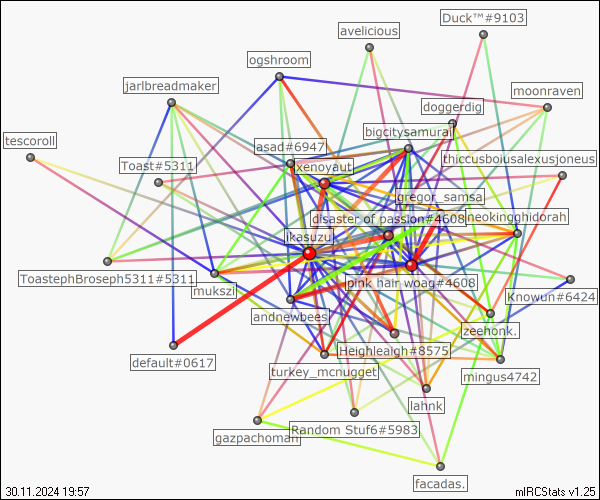 Duck™#9103
avelicious
ogshroom
jarlbreadmaker
moonraven
doggerdig
bigcitysamurai
tescoroll
asad#6947
thiccusboiusalexusjoneus
Toast#5311
xenoyaut
gregor_samsa
disaster of passion#4608
neokingghidorah
ikasuzu
ToastephBroseph5311#5311
mukszi
pink hair woag#4608
Knowun#6424
andnewbees
zeehonk.
default#0617
Heighleaigh#8575
turkey_mcnugget
mingus4742
lahnk
gazpachoman
Random Stuf6#5983
facadas.
30.11.2024 19:57
mIRCStats v1.25